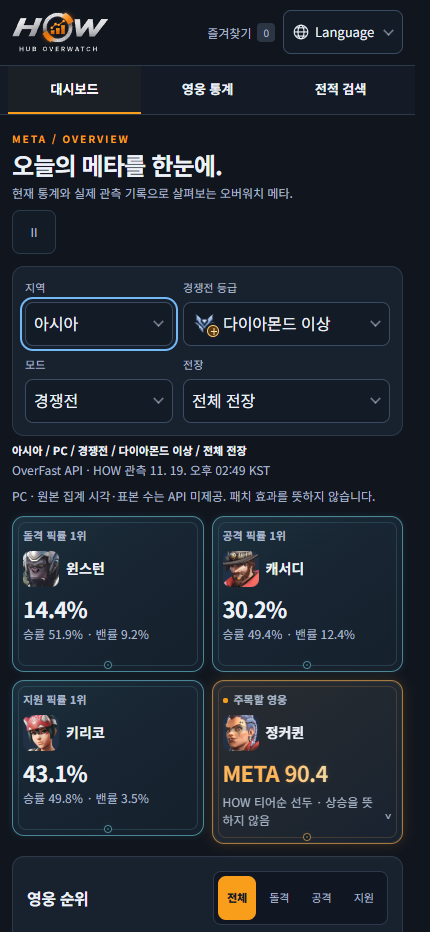 HOW
HUB OVERWATCH
즐겨찾기 0
Language
대시보드 영웅 통계 전적 검색
META / OVERVIEW
오늘의 메타를 한눈에.
현재 통계와 실제 관측 기록으로 살펴보는 오버워치 메타.
지역 경쟁전 등급
아시아 다이아몬드 이상
모드 전장
경쟁전 전체 전장
아시아 / PC / 경쟁전 / 다이아몬드 이상 / 전체 전장
OverFast API · HOW 관측 11. 19. 오후 02:49 KST
PC · 원본 집계 시각·표본 수는 API 미제공. 패치 효과를 뜻하지 않습니다.
돌격 픽률 1위
윈스턴
14.4%
승률 51.9% · 밴률 9.2%
공격 픽률 1위
캐서디
30.2%
승률 49.4% · 밴률 12.4%
지원 픽률 1위
키리코
43.1%
승률 49.8% · 밴률 3.5%
주목할 영웅
정커퀸
META 90.4
HOW 티어순 선두 · 상승을 뜻
하지 않음
영웅 순위
전체 돌격 공격 지원